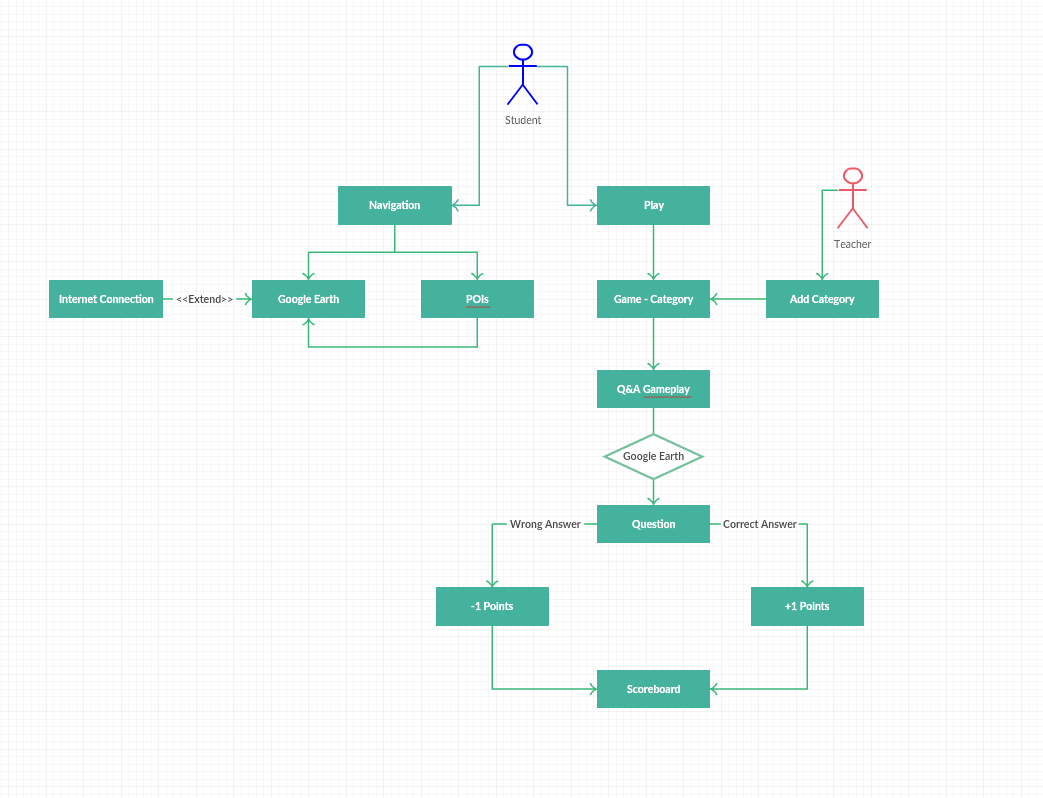 Student
Navigation
Play
Teacher
Internet Connection
<<Extend>>
Google Earth
POIs
Game - Category
Add Category
Q&A Gameplay
Google Earth
Wrong Answer
Question
Correct Answer
-1 Points
+1 Points
Scoreboard